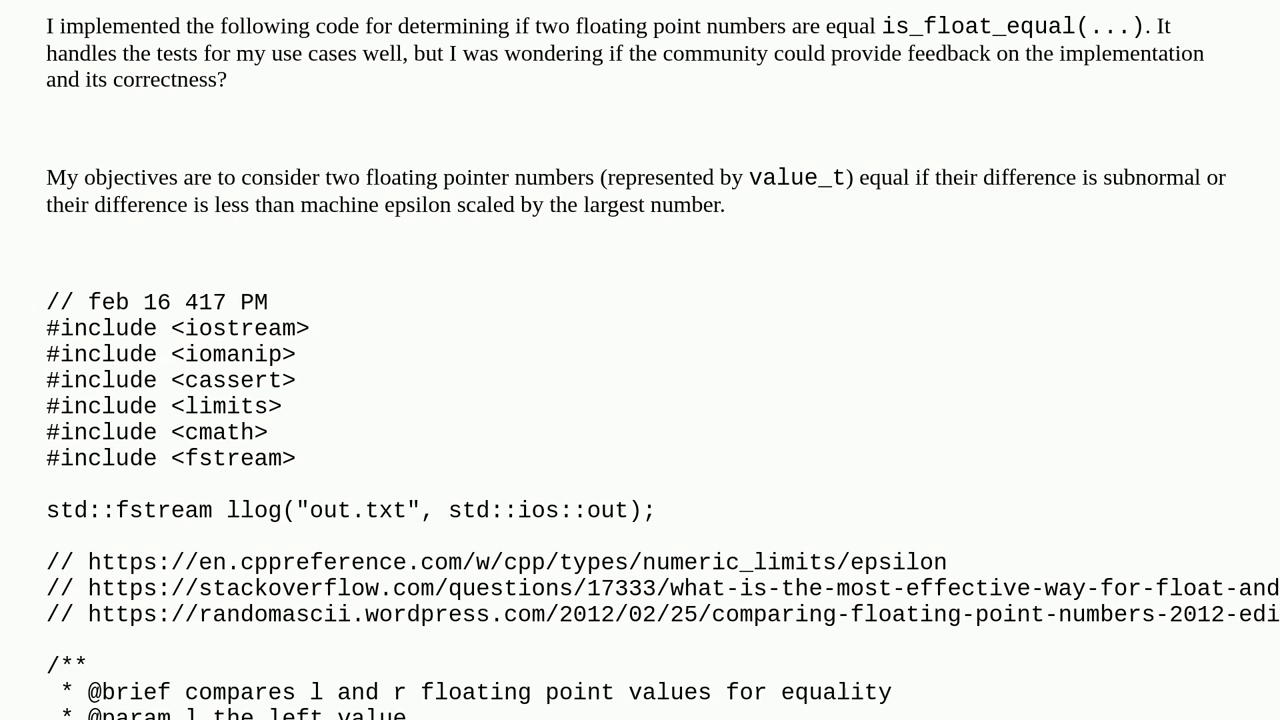 I implemented the following code for determining if two floating point numbers are equal is_float_equal(...). It
handles the tests for my use cases well, but I was wondering if the community could provide feedback on the implementation
and its correctness?
My objectives are to consider two floating pointer numbers (represented by value_t) equal if their difference is subnormal or
their difference is less than machine epsilon scaled by the largest number.
// feb 16 417 PM
#include <iostream>
#include <iomanip>
#include <cassert>
#include <limits>
#include <cmath>
#include <fstream>
std::fstream llog("out.txt", std::ios::out);
// https://en.cppreference.com/w/cpp/types/numeric_limits/epsilon
// https://stackoverflow.com/questions/17333/what-is-the-most-effective-way-for-float-and
// https://randomascii.wordpress.com/2012/02/25/comparing-floating-point-numbers-2012-edi
/**
 * @brief compares l and r floating point values for equality
 * @param l the left value